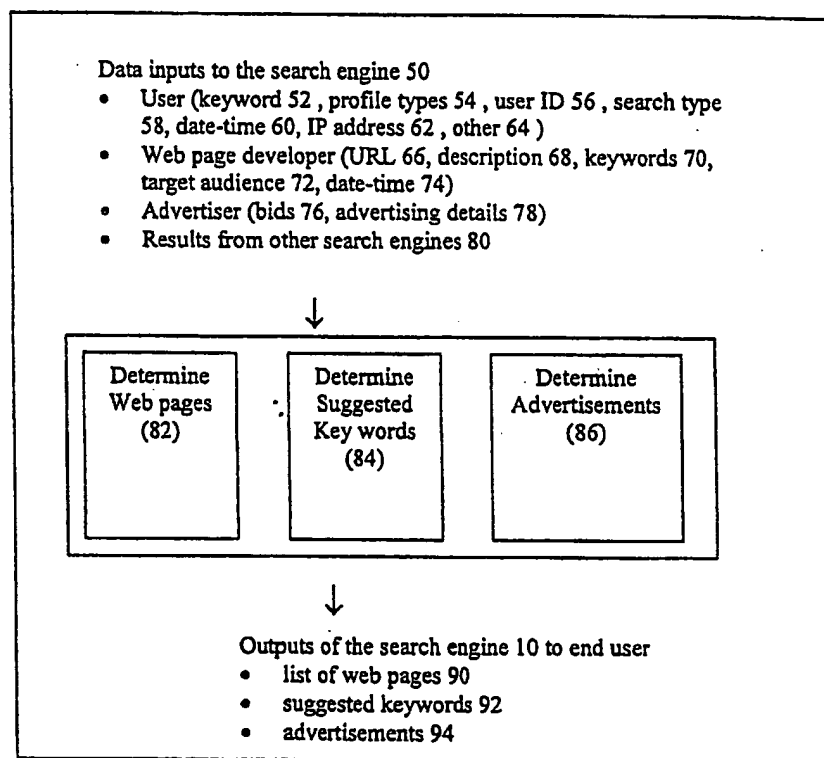 Data inputs to the search engine 50
• User (keyword 52 , profile types 54 , user ID 56 , search type
58, date-time 60, IP address 62 , other 64 )
• Web page developer (URL 66, description 68, keywords 70,
target audience 72, date-time 74)
• Advertiser (bids 76, advertising details 78)
• Results from other search engines 80
↓
Determine
Web pages
(82)
Determine
Suggested
Key words
(84)
Determine
Advertisements
(86)
↓
Outputs of the search engine 10 to end user
• list of web pages 90
• suggested keywords 92
• advertisements 94